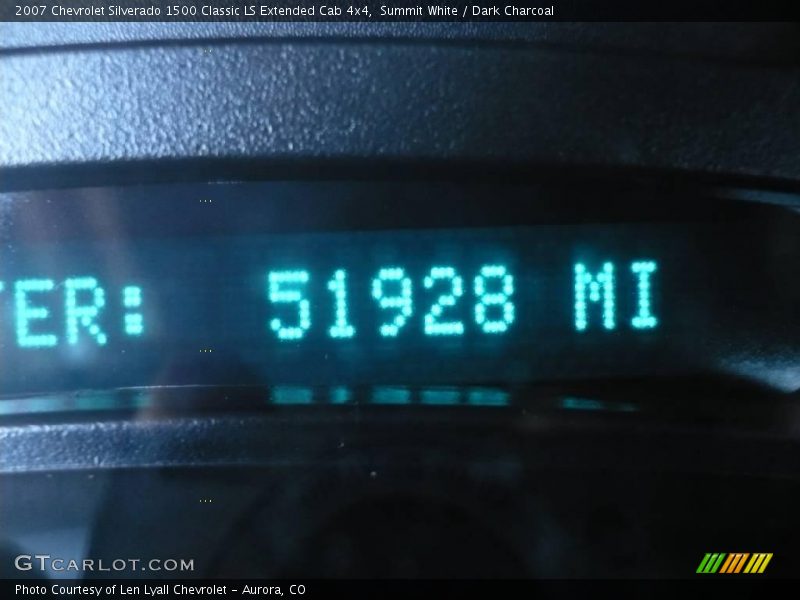 2007 Chevrolet Silverado 1500 Classic LS Extended Cab 4x4, Summit White / Dark Charcoal
TER: 51928 MI
GTCARLOT.COM
Photo Courtesy of Len Lyall Chevrolet – Aurora, CO